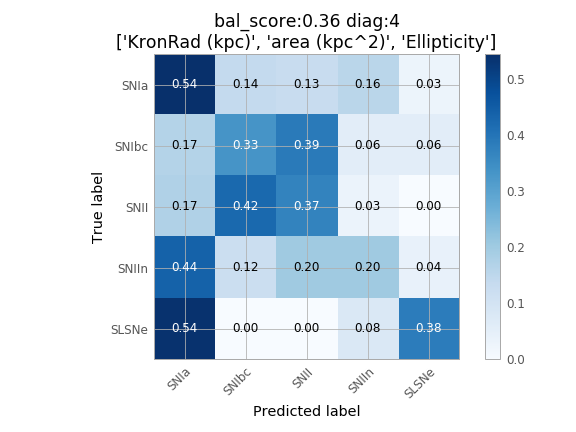 bal_score:0.36 diag:4
['KronRad (kpc)', 'area (kpc^2)', 'Ellipticity']
SNIa 0.54 0.14 0.13 0.16 0.03
SNIbc 0.17 0.33 0.39 0.06 0.06
SNII 0.17 0.42 0.37 0.03 0.00
SNIIn 0.44 0.12 0.20 0.20 0.04
SLSNe 0.54 0.00 0.00 0.08 0.38
SNIa SNIbc SNII SNIIn SLSNe
True label
Predicted label
0.5
0.4
0.3
0.2
0.1
0.0